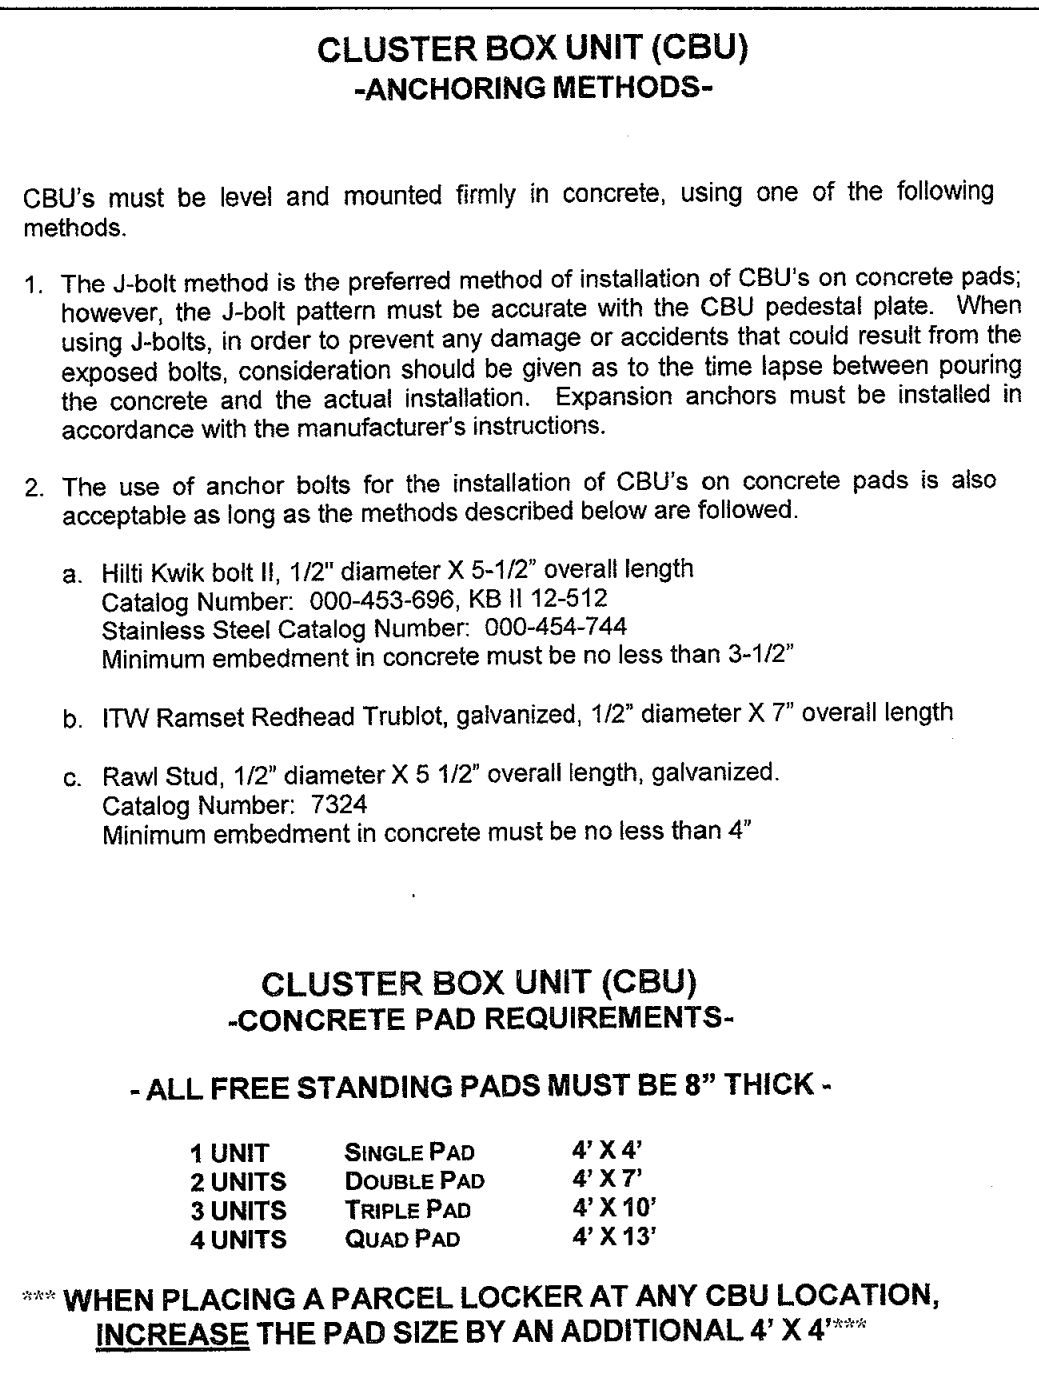 CLUSTER BOX UNIT (CBU)
-ANCHORING METHODS-
CBU's must be level and mounted firmly in concrete, using one of the following
methods.
1. The J-bolt method is the preferred method of installation of CBU's on concrete pads;
however, the J-bolt pattern must be accurate with the CBU pedestal plate. When
using J-bolts, in order to prevent any damage or accidents that could result from the
exposed bolts, consideration should be given as to the time lapse between pouring
the concrete and the actual installation. Expansion anchors must be installed in
accordance with the manufacturer's instructions.
2. The use of anchor bolts for the installation of CBU's on concrete pads is also
acceptable as long as the methods described below are followed.
a. Hilti Kwik bolt II, 1/2" diameter X 5-1/2" overall length
Catalog Number: 000-453-696, KB II 12-512
Stainless Steel Catalog Number: 000-454-744
Minimum embedment in concrete must be no less than 3-1/2"
b. ITW Ramset Redhead Trublot, galvanized, 1/2" diameter X 7" overall length
c. Rawl Stud, 1/2" diameter X 5 1/2" overall length, galvanized.
Catalog Number: 7324
Minimum embedment in concrete must be no less than 4"
CLUSTER BOX UNIT (CBU)
-CONCRETE PAD REQUIREMENTS-
- ALL FREE STANDING PADS MUST BE 8" THICK -
1 UNIT SINGLE PAD 4' X 4'
2 UNITS DOUBLE PAD 4' X 7'
3 UNITS TRIPLE PAD 4' X 10'
4 UNITS QUAD PAD 4' X 13'
*** WHEN PLACING A PARCEL LOCKER AT ANY CBU LOCATION,
INCREASE THE PAD SIZE BY AN ADDITIONAL 4' X 4'***